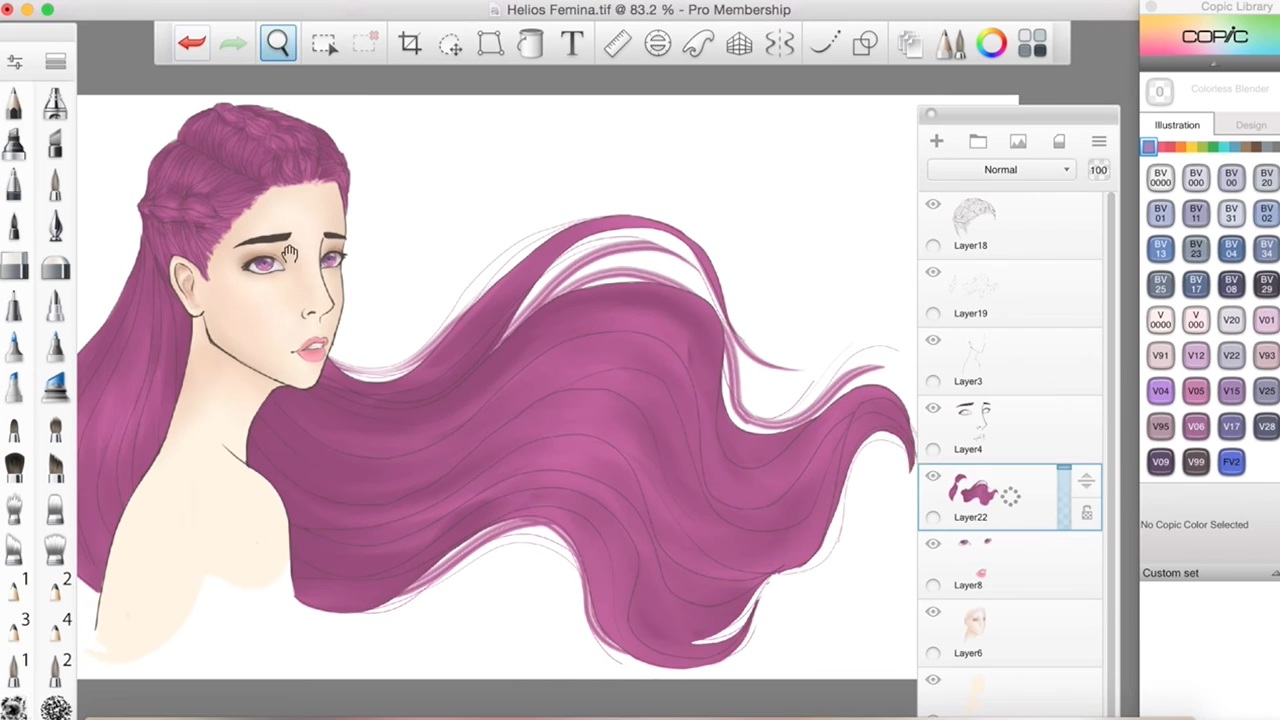 Helios Femina.tif @ 83.2 % - Pro Membership
Copic Library
T
COPIC
0
Colorless Blender
Illustration
Design
Normal
100
BV 0000
BV 000
BV 00
BV 20
BV 01
BV 11
BV 31
BV 02
BV 13
BV 23
BV 04
BV 34
BV 25
BV 17
BV 08
BV 29
V 0000
V 000
V20
V01
V91
V12
V22
V93
V04
V05
V15
V25
V95
V06
V17
V28
V09
V99
FV2
Layer18
Layer19
Layer3
Layer4
Layer22
Layer8
Layer6
No Copic Color Selected
Custom set
1
2
3
4
1
2